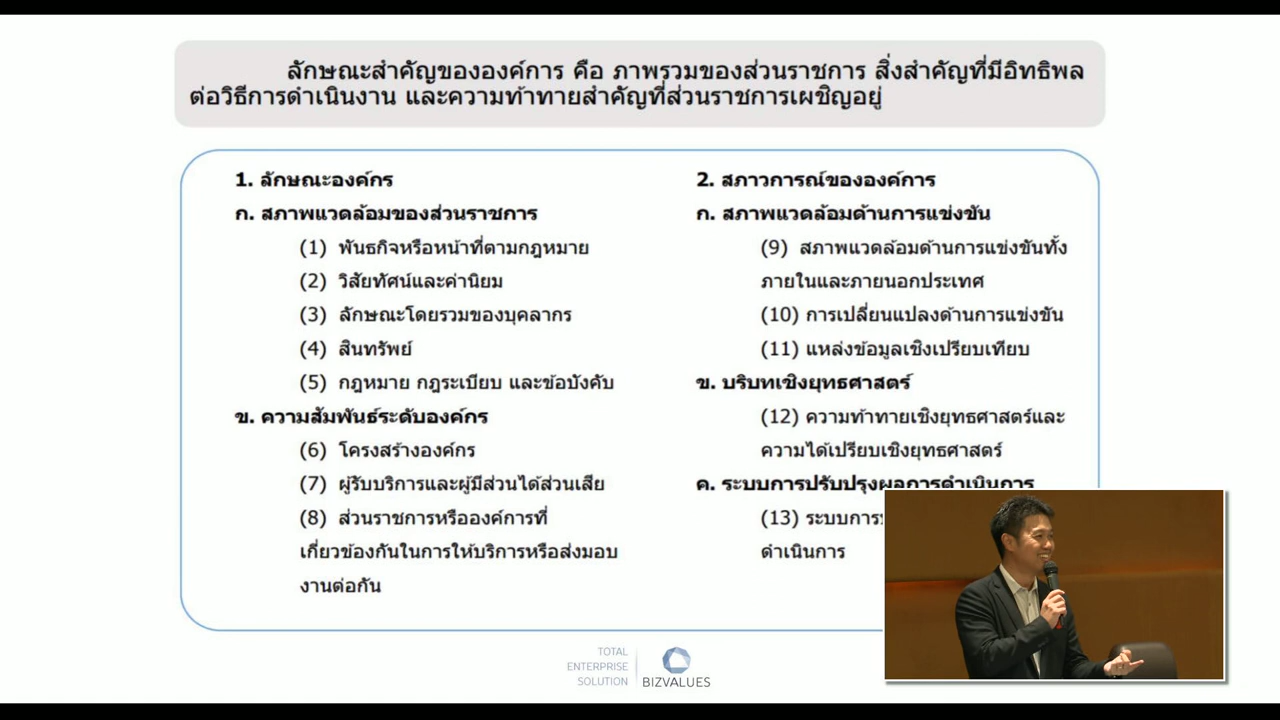 ลักษณะสำคัญขององค์การ คือ ภาพรวมของส่วนราชการ สิ่งสำคัญที่มีอิทธิพล
ต่อวิธีการดำเนินงาน และความท้าทายสำคัญที่ส่วนราชการเผชิญอยู่
1. ลักษณะองค์กร
ก. สภาพแวดล้อมของส่วนราชการ
(1) พันธกิจหรือหน้าที่ตามกฎหมาย
(2) วิสัยทัศน์และค่านิยม
(3) ลักษณะโดยรวมของบุคลากร
(4) สินทรัพย์
(5) กฎหมาย กฎระเบียบ และข้อบังคับ
ข. ความสัมพันธ์ระดับองค์กร
(6) โครงสร้างองค์กร
(7) ผู้รับบริการและผู้มีส่วนได้ส่วนเสีย
(8) ส่วนราชการหรือองค์การที่
เกี่ยวข้องกันในการให้บริการหรือส่งมอบ
งานต่อกัน
2. สภาวการณ์ขององค์การ
ก. สภาพแวดล้อมด้านการแข่งขัน
(9) สภาพแวดล้อมด้านการแข่งขันทั้ง
ภายในและภายนอกประเทศ
(10) การเปลี่ยนแปลงด้านการแข่งขัน
(11) แหล่งข้อมูลเชิงเปรียบเทียบ
ข. บริบทเชิงยุทธศาสตร์
(12) ความท้าทายเชิงยุทธศาสตร์และ
ความได้เปรียบเชิงยุทธศาสตร์
ค. ระบบการปรับปรุงผลการดำเนินการ
(13) ระบบการ
ดำเนินการ
TOTAL
ENTERPRISE
SOLUTION
BIZVALUES